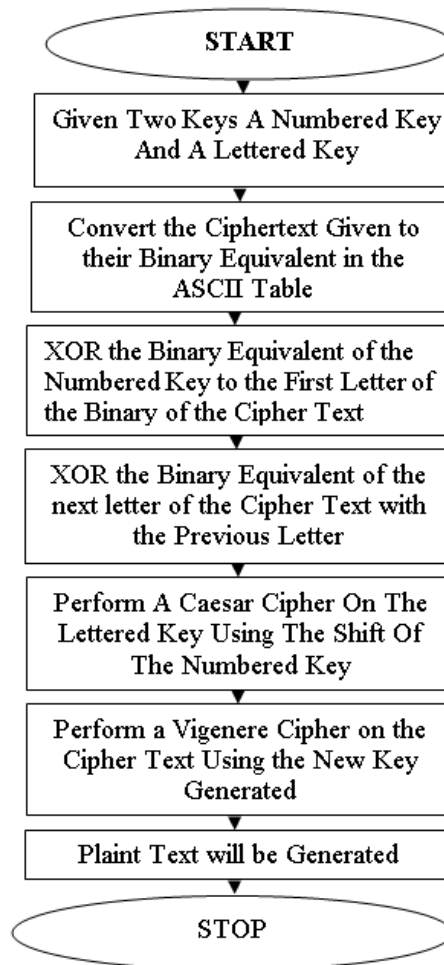 START
Given Two Keys A Numbered Key
And A Lettered Key
Convert the Ciphertext Given to
their Binary Equivalent in the
ASCII Table
XOR the Binary Equivalent of the
Numbered Key to the First Letter of
the Binary of the Cipher Text
XOR the Binary Equivalent of the
next letter of the Cipher Text with
the Previous Letter
Perform A Caesar Cipher On The
Lettered Key Using The Shift Of
The Numbered Key
Perform a Vigenere Cipher on the
Cipher Text Using the New Key
Generated
Plaint Text will be Generated
STOP